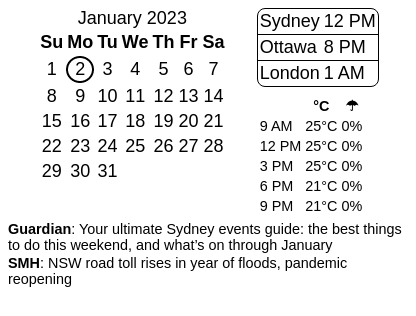 January 2023
Su Mo Tu We Th Fr Sa
1 2 3 4 5 6 7
8 9 10 11 12 13 14
15 16 17 18 19 20 21
22 23 24 25 26 27 28
29 30 31
Sydney 12 PM
Ottawa 8 PM
London 1 AM
°C ☂
9 AM 25°C 0%
12 PM 25°C 0%
3 PM 25°C 0%
6 PM 21°C 0%
9 PM 21°C 0%
Guardian: Your ultimate Sydney events guide: the best things
to do this weekend, and what’s on through January
SMH: NSW road toll rises in year of floods, pandemic
reopening